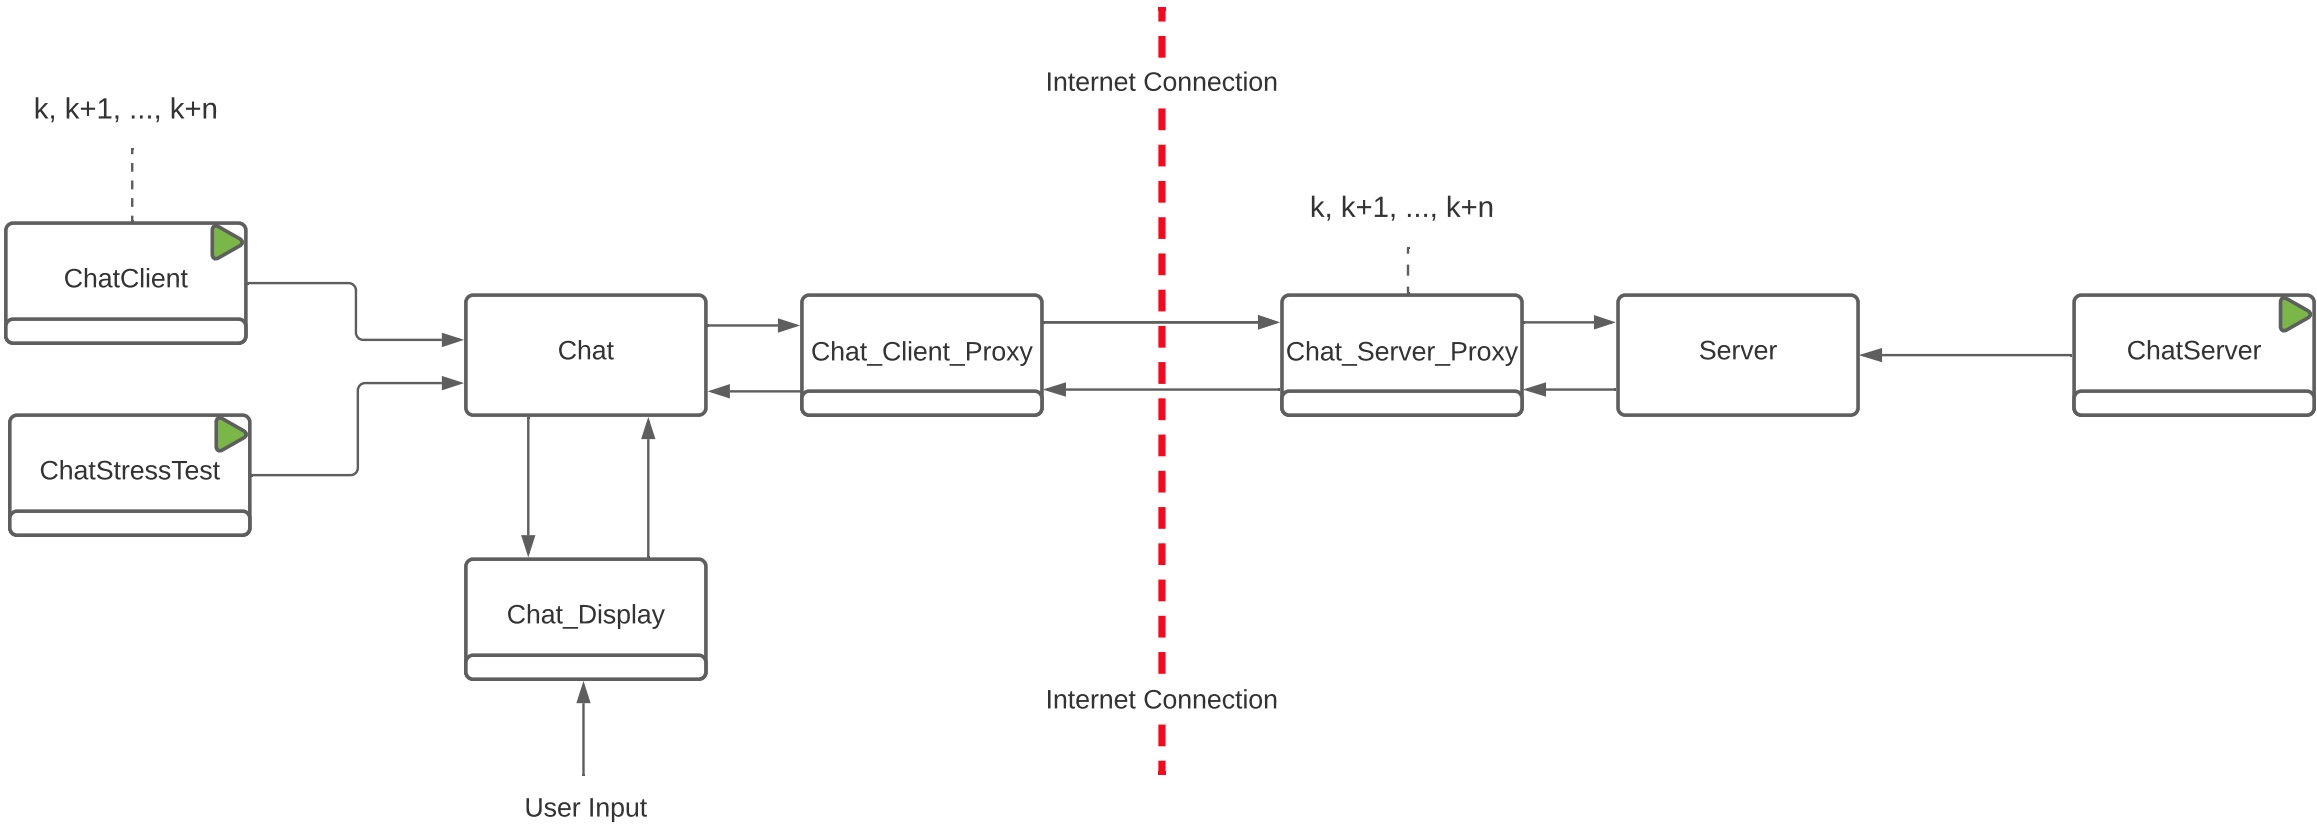 Internet Connection
k, k+1, ..., k+n
k, k+1, ..., k+n
ChatClient
Chat
Chat_Client_Proxy
Chat_Server_Proxy
Server
ChatServer
ChatStressTest
Chat_Display
Internet Connection
User Input